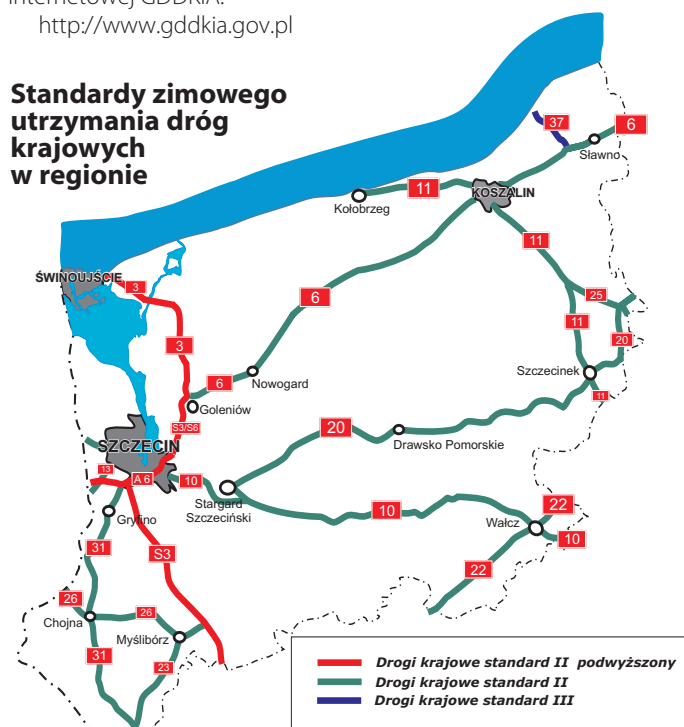 internetowej GDDKiA:
http://www.gddkia.gov.pl
Standardy zimowego
utrzymania dróg
krajowych
w regionie
37
6
Sławno
11
KOSZALIN
Kołobrzeg
11
ŚWINOUJŚCIE
3
25
6
11
3
20
Szczecinek
6
Nowogard
11
Goleniów
S3/S6
20
Drawsko Pomorskie
SZCZECIN
13
A 6
10
Stargard
Szczeciński
10
22
Wałcz
10
Gryfino
31
S3
22
26
26
Chojna
Myślibórz
31
23
Drogi krajowe standard II podwyższony
Drogi krajowe standard II
Drogi krajowe standard III